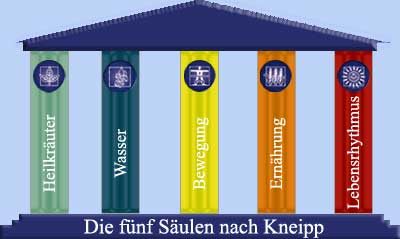 Heilkräuter
Wasser
Bewegung
Ernährung
Lebensrhythmus
Die fünf Säulen nach Kneipp